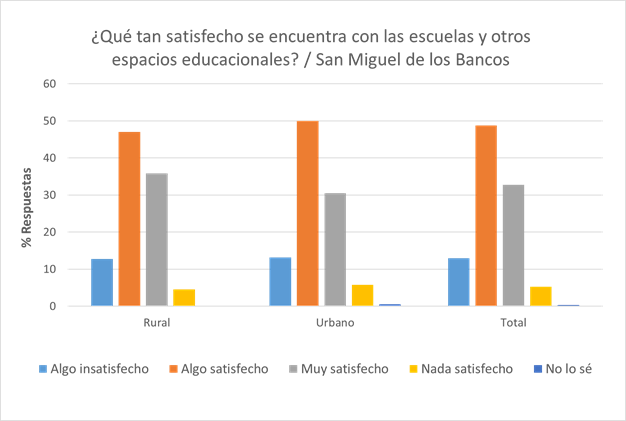 ¿Qué tan satisfecho se encuentra con las escuelas y otros
espacios educacionales? / San Miguel de los Bancos
60
50
40
30
20
10
0
% Respuestas
Rural Urbano Total
Algo insatisfecho Algo satisfecho Muy satisfecho Nada satisfecho No lo sé